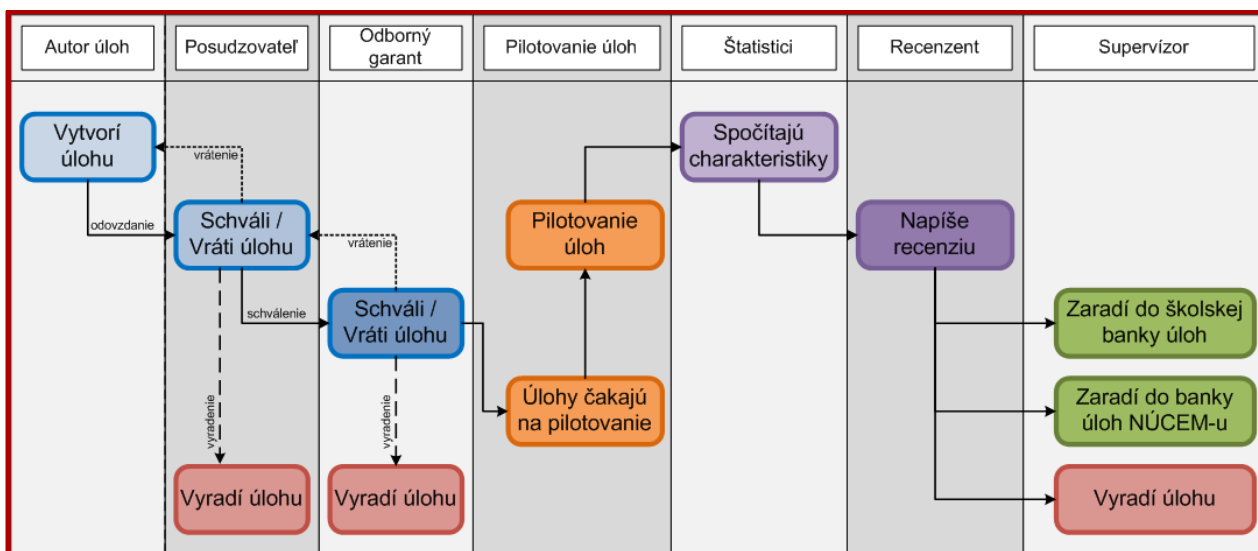 Autor úloh
Posudzovateľ
Odborný
garant
Pilotovanie úloh
Štatistici
Recenzent
Supervízor
Vytvorí
úlohu
vrátenie
odovzdanie
Schváli /
Vráti úlohu
vrátenie
schválenie
Schváli /
Vráti úlohu
vyradenie
vyradenie
Vyradí úlohu
Vyradí úlohu
Pilotovanie
úloh
Úlohy čakajú
na pilotovanie
Spočítajú
charakteristiky
Napíše
recenziu
Zaradí do školskej
banky úloh
Zaradí do banky
úloh NÚCEM-u
Vyradí úlohu